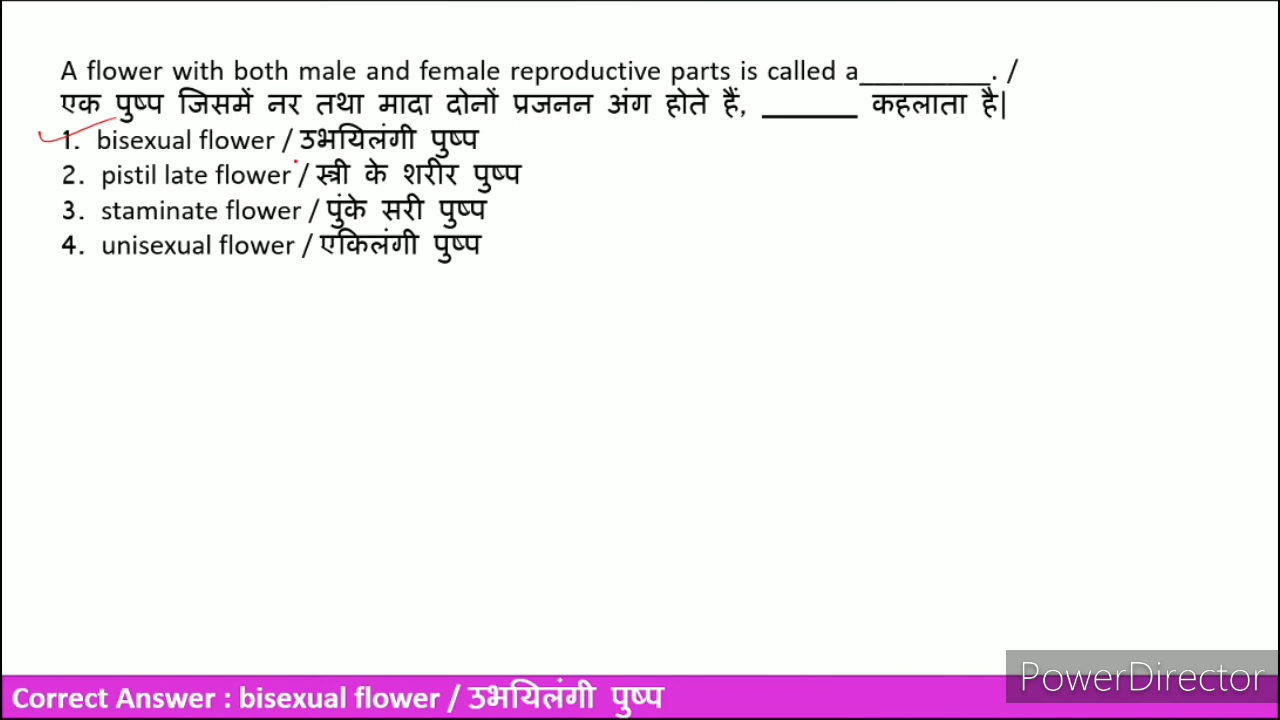 A flower with both male and female reproductive parts is called a_________. /
एक पुष्प जिसमें नर तथा मादा दोनों प्रजनन अंग होते हैं, ______ कहलाता है|
1. bisexual flower / उभयिलंगी पुष्प
2. pistil late flower / स्त्री के शरीर पुष्प
3. staminate flower / पुंके सरी पुष्प
4. unisexual flower / एकिलंगी पुष्प
PowerDirector
Correct Answer : bisexual flower / उभयिलंगी पुष्प